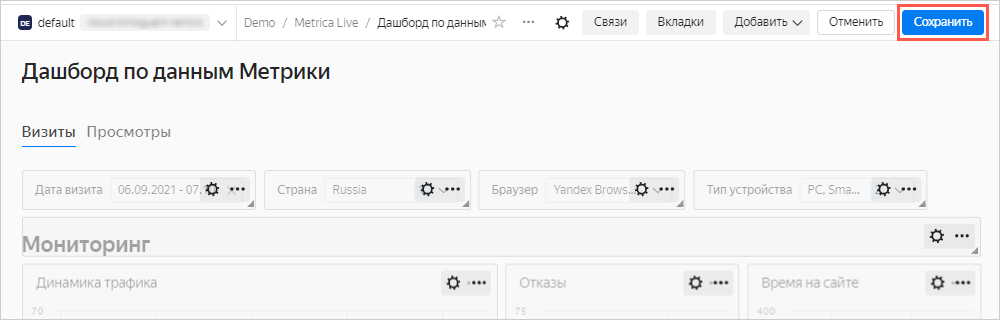 DE default Demo / Metrica Live / Дашборд по данным Связи Вкладки Добавить Отменить Сохранить
Дашборд по данным Метрики
Визиты Просмотры
Дата визита 06.09.2021 - 07. Страна Russia Браузер Yandex Brows... Тип устройства PC, Sma...
Мониторинг
Динамика трафика Отказы Время на сайте
70 75 400